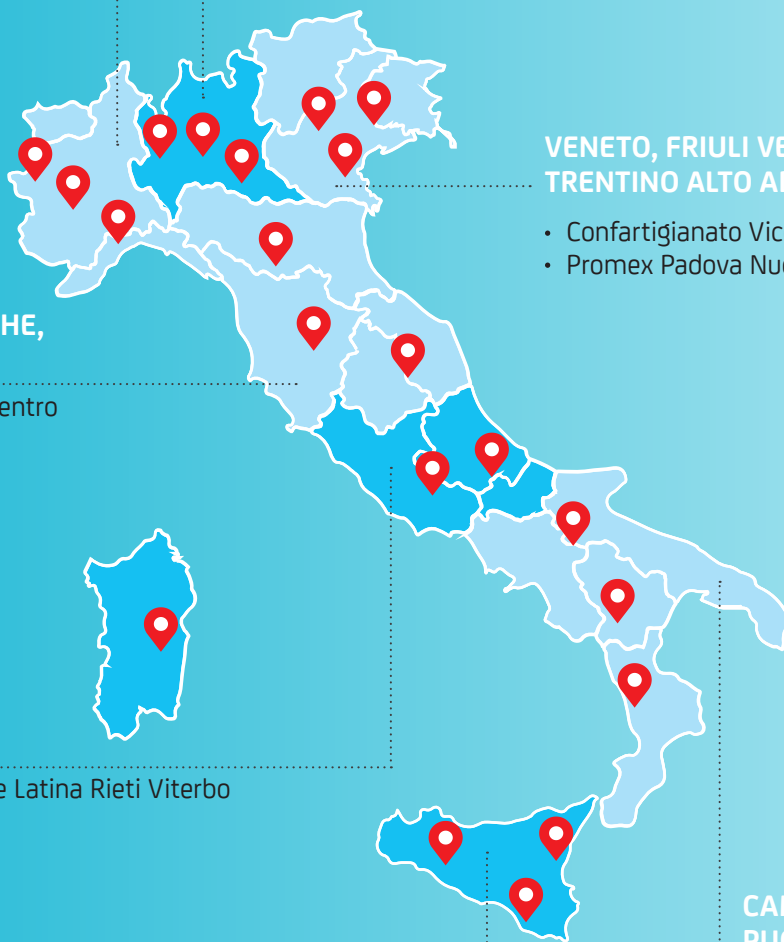 VENETO, FRIULI VE
TRENTINO ALTO A
• Confartigianato Vic
• Promex Padova Nu
HE,
entro
e Latina Rieti Viterbo
CA